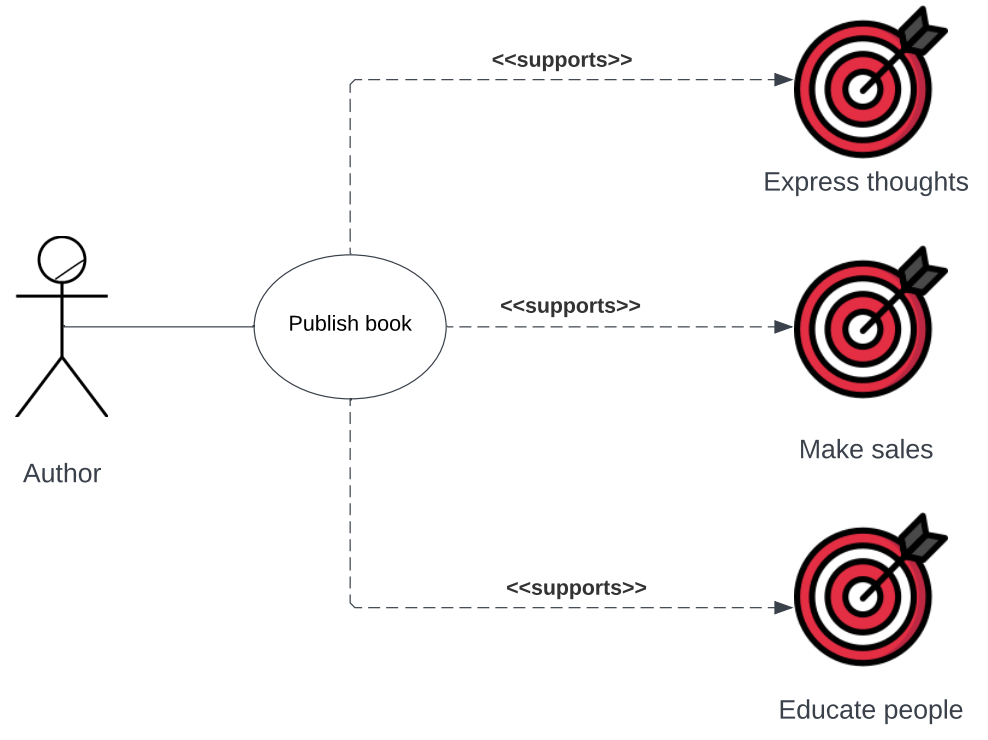 <<supports>>
Express thoughts
<<supports>>
Publish book
Make sales
Author
<<supports>>
Educate people